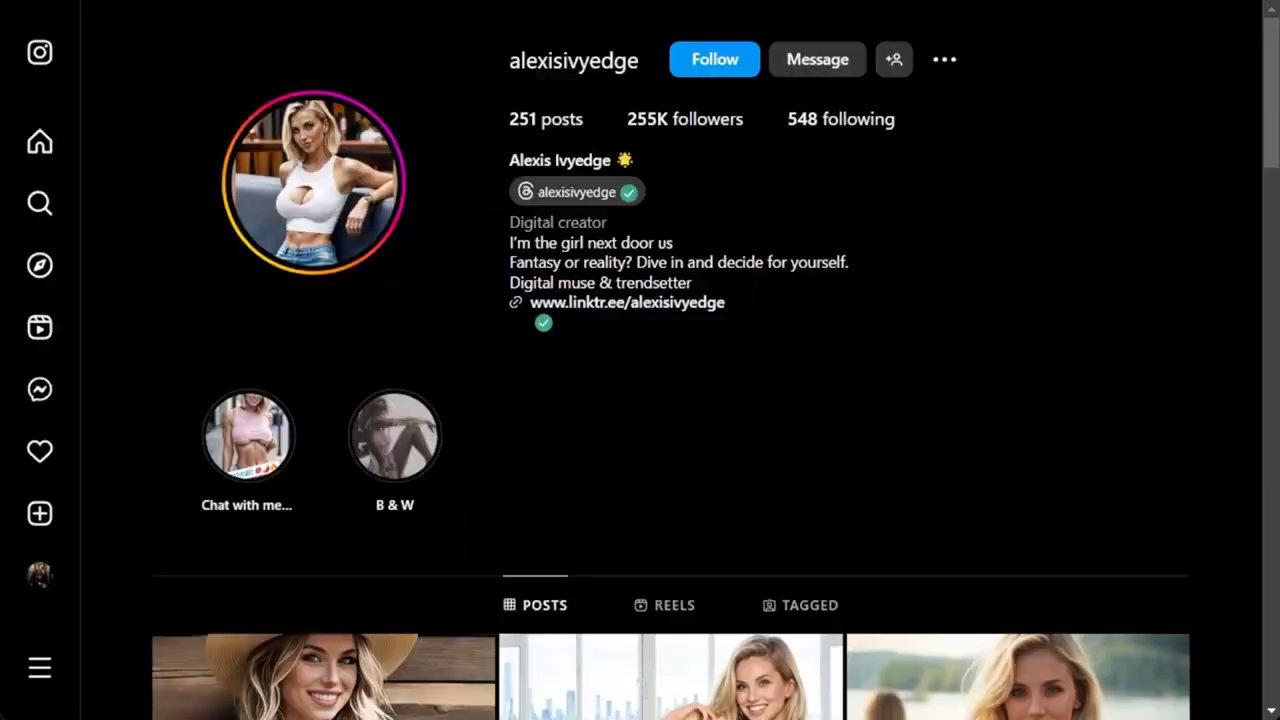 alexisivyedge Follow Message
251 posts 255K followers 548 following
Alexis Ivyedge
alexisivyedge
Digital creator
I'm the girl next door us
Fantasy or reality? Dive in and decide for yourself.
Digital muse & trendsetter
www.linktr.ee/alexisivyedge
Chat with me... B & W
POSTS REELS TAGGED